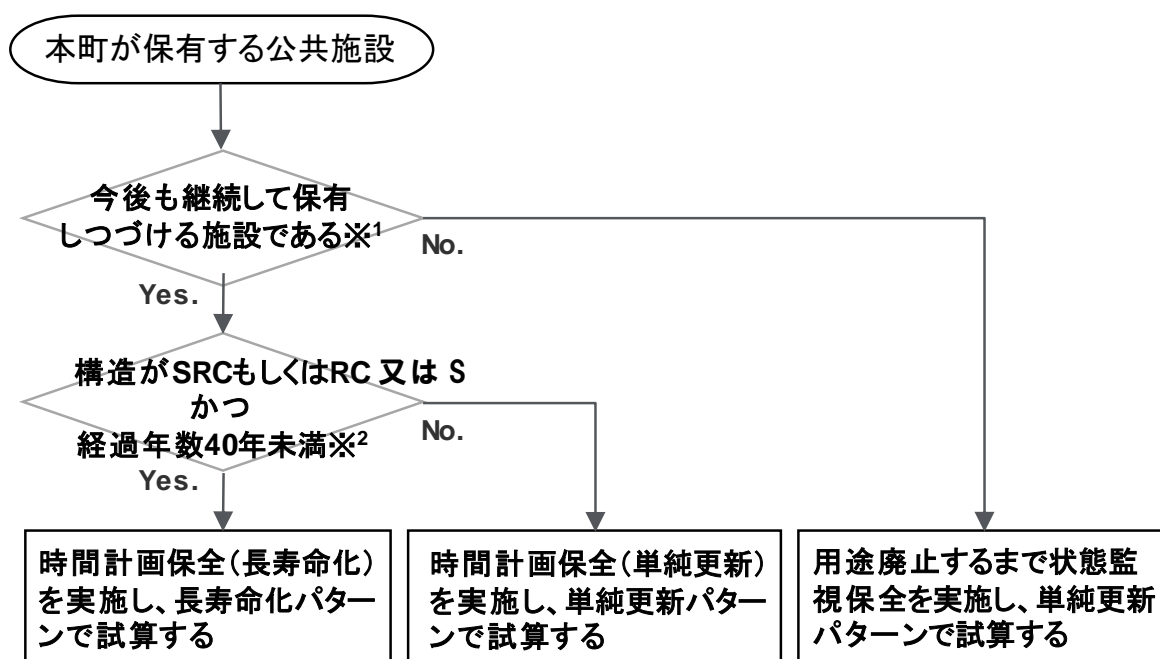 本町が保有する公共施設
今後も継続して保有
しつづける施設である※1
No.
Yes.
構造がSRCもしくはRC 又は S
かつ
経過年数40年未満※2
No.
Yes.
時間計画保全(長寿命化)
を実施し、長寿命化パター
ンで試算する
時間計画保全(単純更新)
を実施し、単純更新パター
ンで試算する
用途廃止するまで状態監
視保全を実施し、単純更新
パターンで試算する